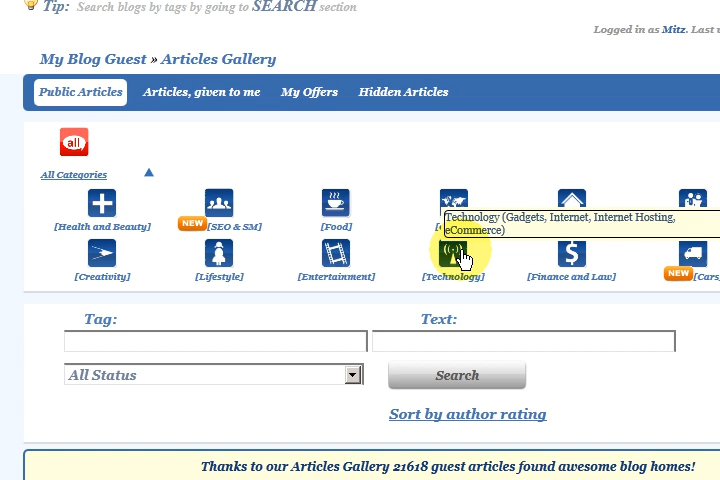 Tip: Search blogs by tags by going to SEARCH section
Logged in as Mitz. Last
My Blog Guest » Articles Gallery
Public Articles Articles, given to me My Offers Hidden Articles
all
All Categories
Technology (Gadgets, Internet, Internet Hosting,
eCommerce)
[Health and Beauty] NEW [SEO & SM] [Food]
[Creativity] [Lifestyle] [Entertainment] [Technology] [Finance and Law] NEW [Cars,
Tag: Text:
All Status Search
Sort by author rating
Thanks to our Articles Gallery 21618 guest articles found awesome blog homes!